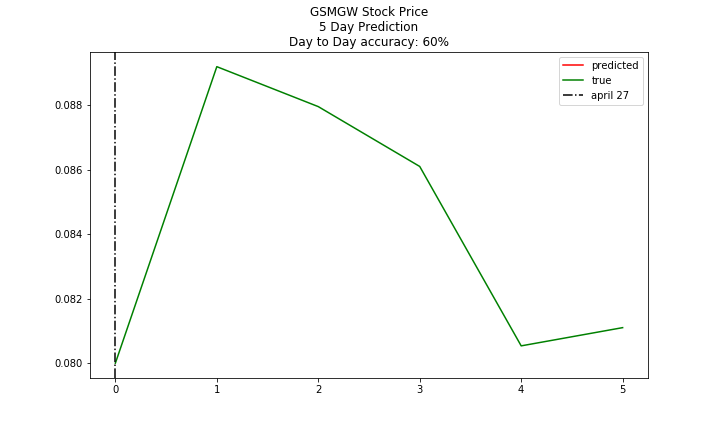 GSMGW Stock Price
5 Day Prediction
Day to Day accuracy: 60%
predicted
true
april 27
0.088
0.086
0.084
0.082
0.080
0 1 2 3 4 5